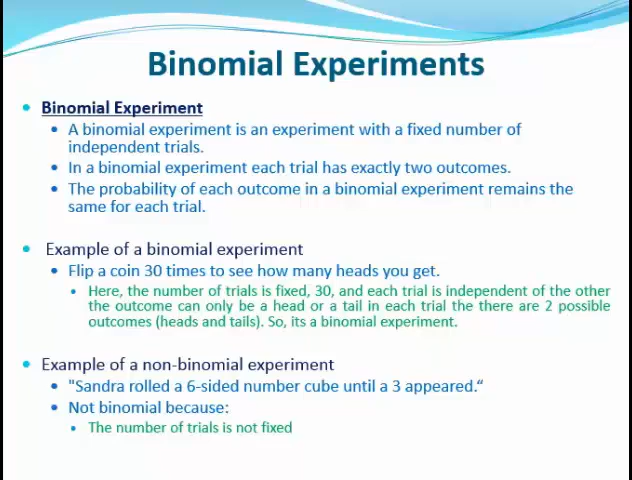 Binomial Experiments
Binomial Experiment
A binomial experiment is an experiment with a fixed number of
independent trials.
In a binomial experiment each trial has exactly two outcomes.
The probability of each outcome in a binomial experiment remains the
same for each trial.
Example of a binomial experiment
Flip a coin 30 times to see how many heads you get.
Here, the number of trials is fixed, 30, and each trial is independent of the other
the outcome can only be a head or a tail in each trial the there are 2 possible
outcomes (heads and tails). So, its a binomial experiment.
Example of a non-binomial experiment
"Sandra rolled a 6-sided number cube until a 3 appeared.“
Not binomial because:
The number of trials is not fixed